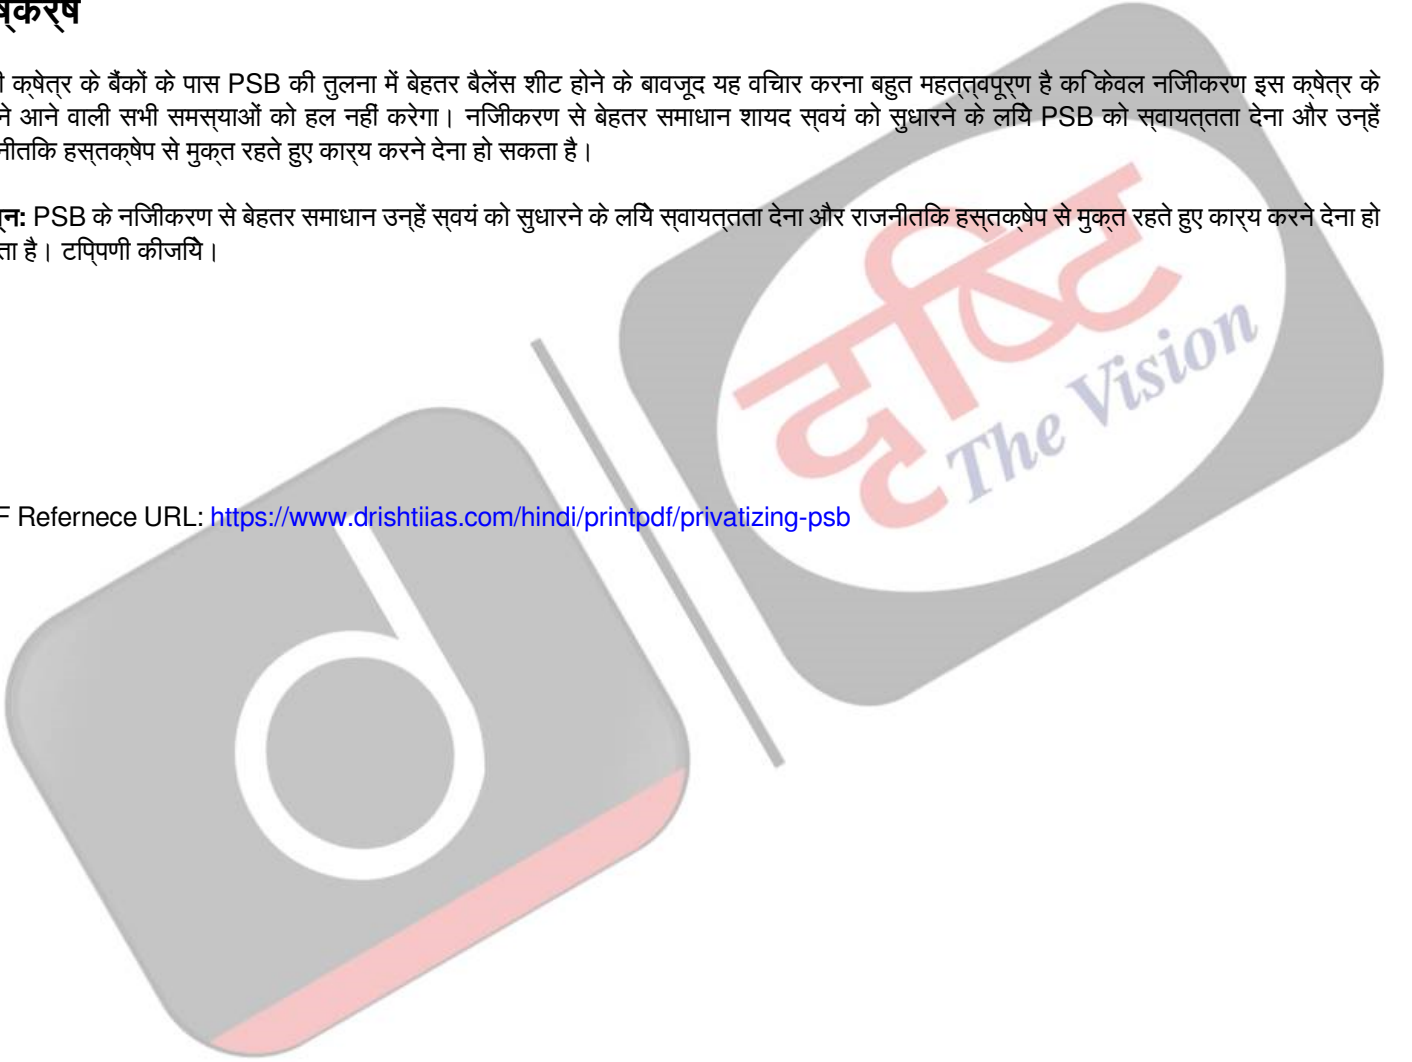 ष्कर्ष
ी क्षेत्र के बैंकों के पास PSB की तुलना में बेहतर बैलेंस शीट होने के बावजूद यह विचार करना बहुत महत्त्वपूर्ण है कि केवल निजीकरण इस क्षेत्र के
ने आने वाली सभी समस्याओं को हल नहीं करेगा। निजीकरण से बेहतर समाधान शायद स्वयं को सुधारने के लिये PSB को स्वायत्तता देना और उन्हें
नीतिक हस्तक्षेप से मुक्त रहते हुए कार्य करने देना हो सकता है।
्न: PSB के निजीकरण से बेहतर समाधान उन्हें स्वयं को सुधारने के लिये स्वायत्तता देना और राजनीतिक हस्तक्षेप से मुक्त रहते हुए कार्य करने देना हो
ता है। टिप्पणी कीजिये।
दृष्टि
The Vision
F Refernece URL: https://www.drishtiias.com/hindi/printpdf/privatizing-psb